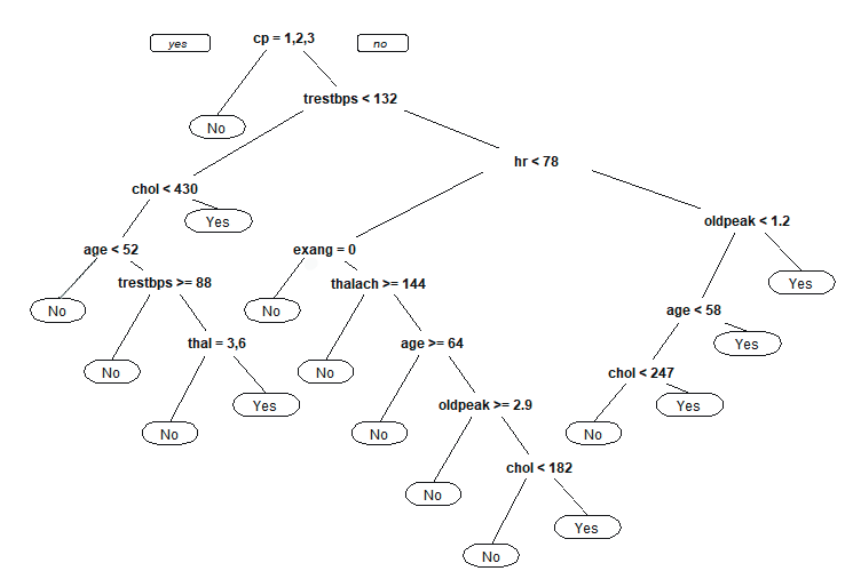 yes
cp = 1,2,3
no
trestbps < 132
No
hr < 78
chol < 430
Yes
oldpeak < 1.2
age < 52
exang = 0
trestbps >= 88
thalach >= 144
Yes
No
No
age < 58
thal = 3,6
age >= 64
Yes
No
No
chol < 247
Yes
oldpeak >= 2.9
Yes
No
No
No
chol < 182
No
Yes
No